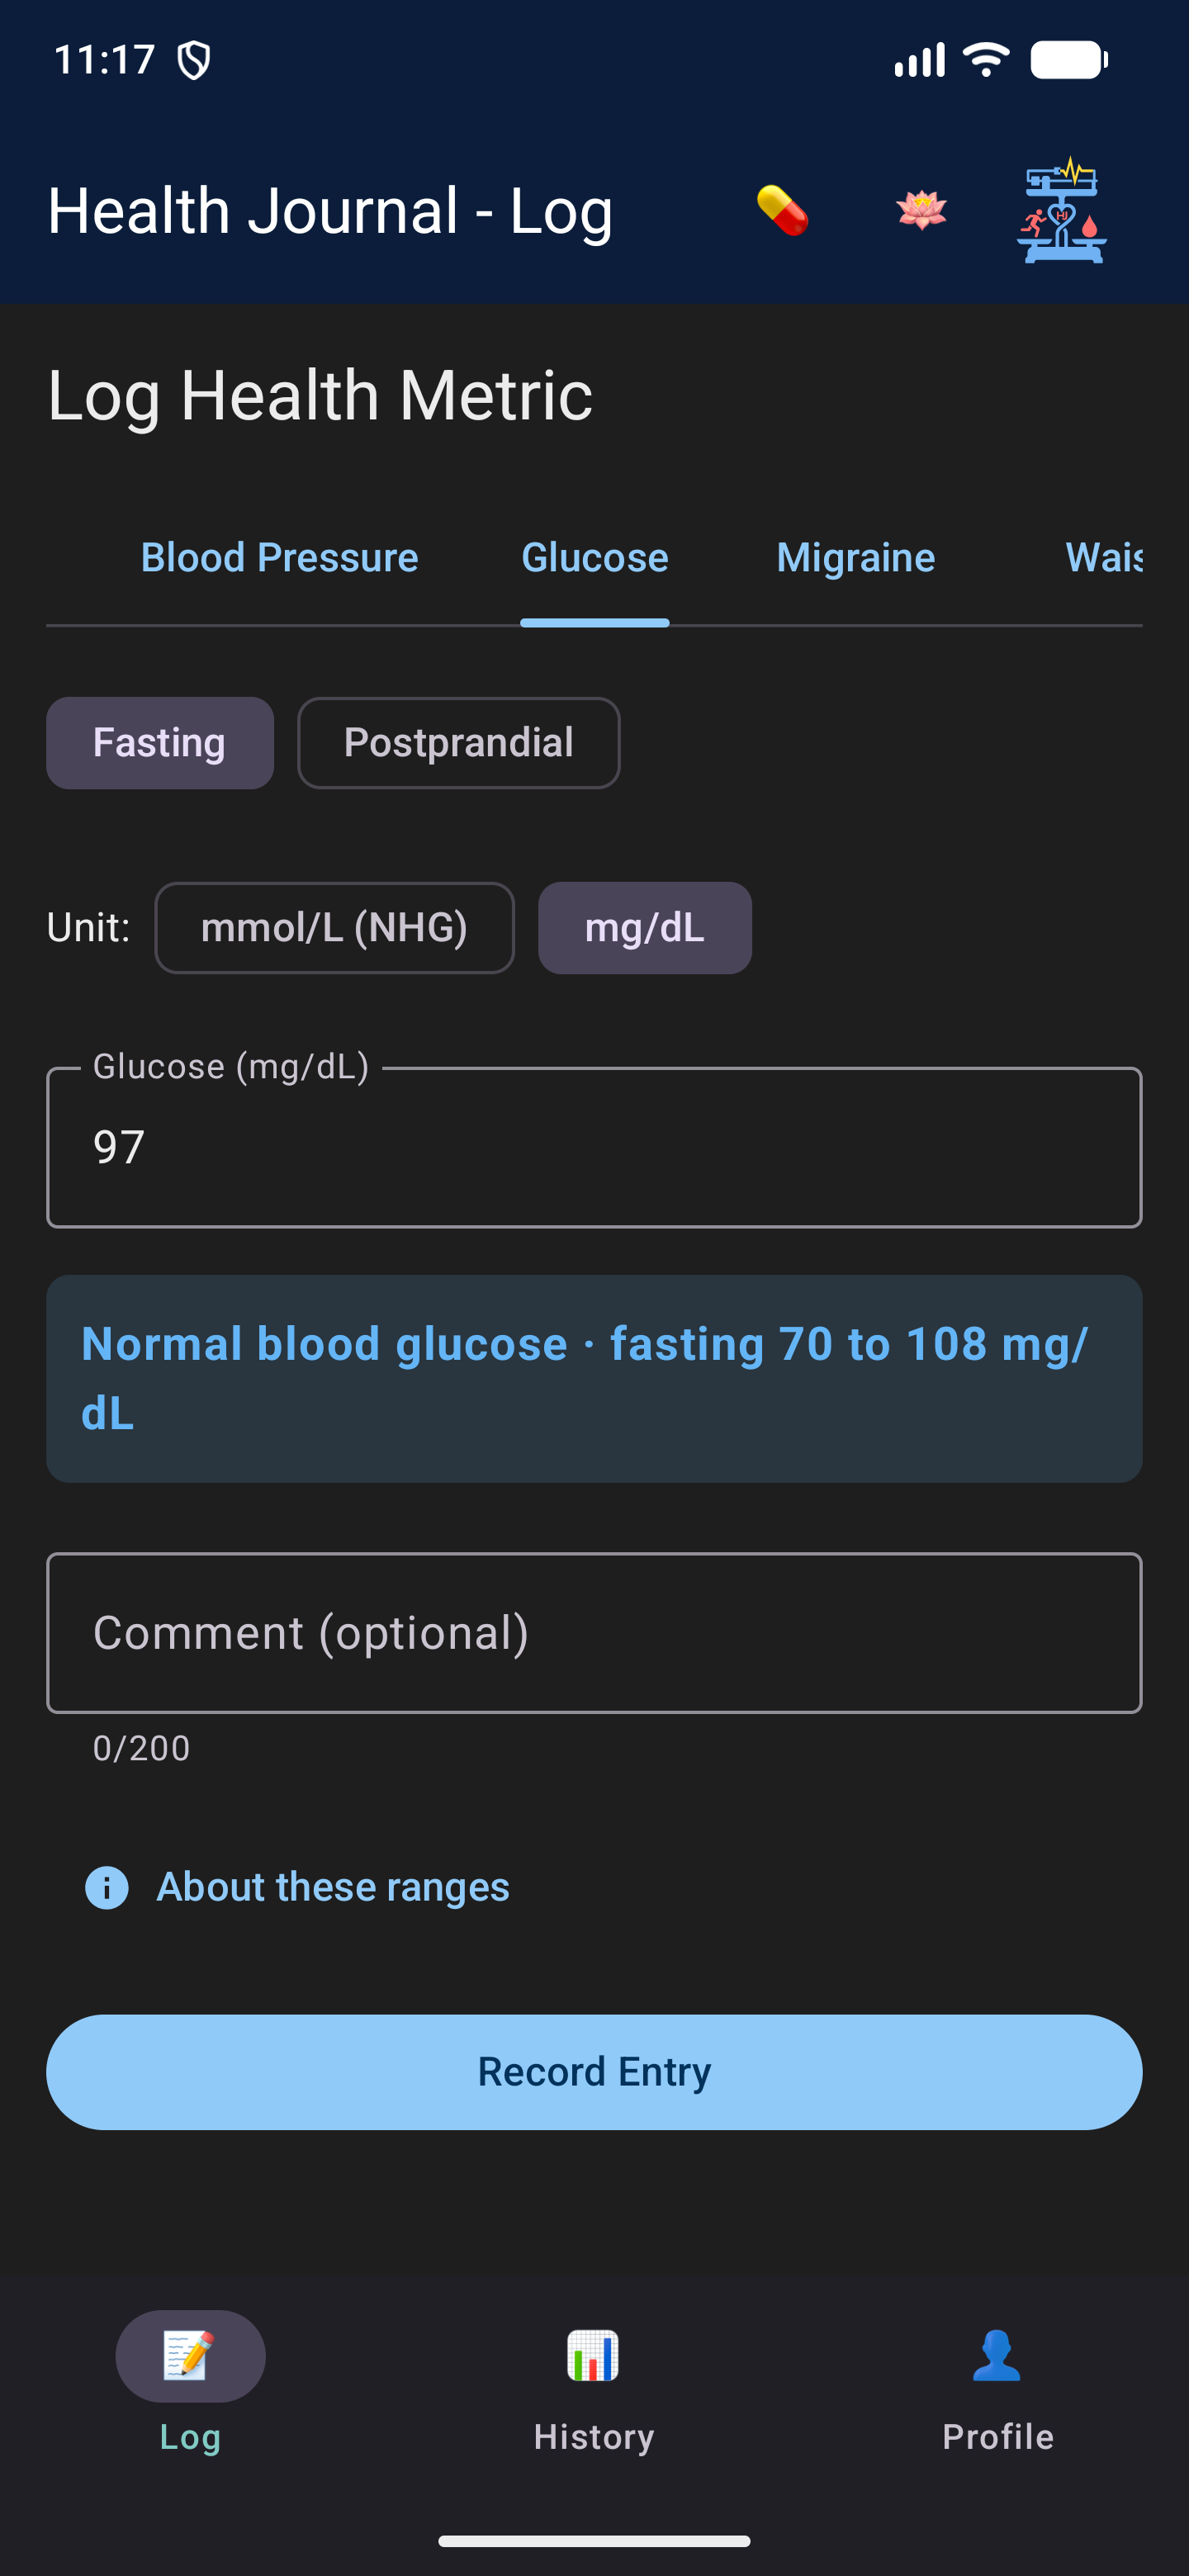 11:17
Health Journal - Log
HJ
Log Health Metric
Blood Pressure Glucose Migraine Wais
Fasting Postprandial
Unit: mmol/L (NHG) mg/dL
Glucose (mg/dL)
97
Normal blood glucose · fasting 70 to 108 mg/
dL
Comment (optional)
0/200
About these ranges
Record Entry
Log History Profile